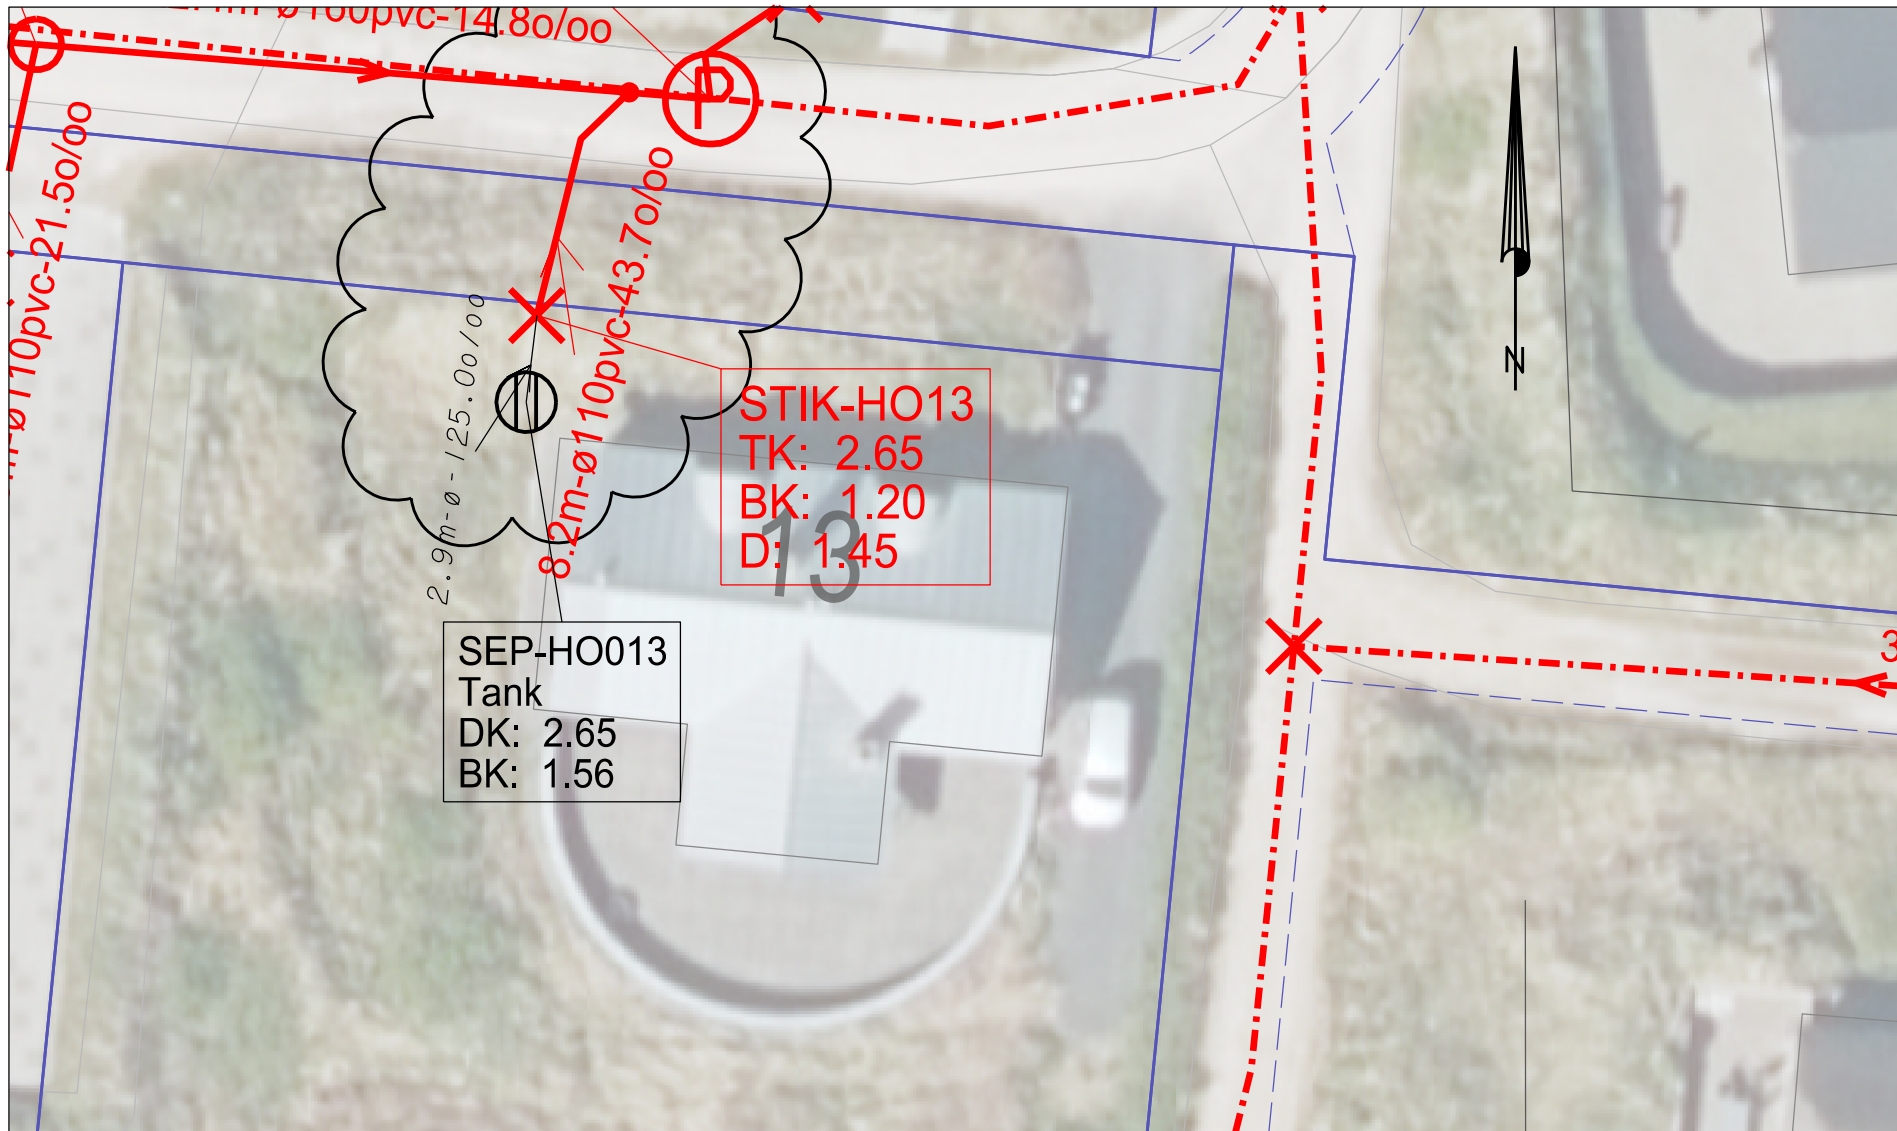 ø160pvc-14.8o/oo
ø110pvc-21.5o/oo
8.2m-ø110pvc-43.7o/oo
2.9m-ø-125.0o/oo
STIK-HO13
TK: 2.65
BK: 1.20
D: 1.45
13
SEP-HO013
Tank
DK: 2.65
BK: 1.56
P
N
3